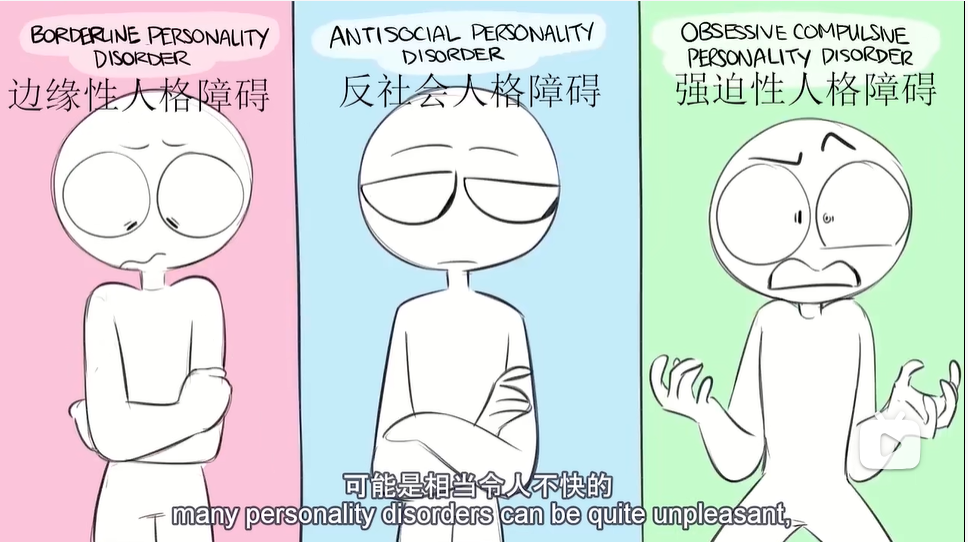 BORDERLINE PERSONALITY
DISORDER
边缘性人格障碍
ANTISOCIAL PERSONALITY
DISORDER
反社会人格障碍
OBSESSIVE COMPULSIVE
PERSONALITY DISORDER
强迫性人格障碍
可能是相当令人不快的
many personality disorders can be quite unpleasant,